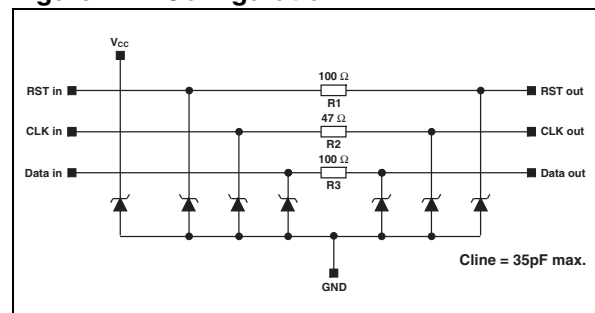 VCC
100 Ω
RST in
R1
RST out
47 Ω
CLK in
R2
CLK out
100 Ω
Data in
R3
Data out
Cline = 35pF max.
GND